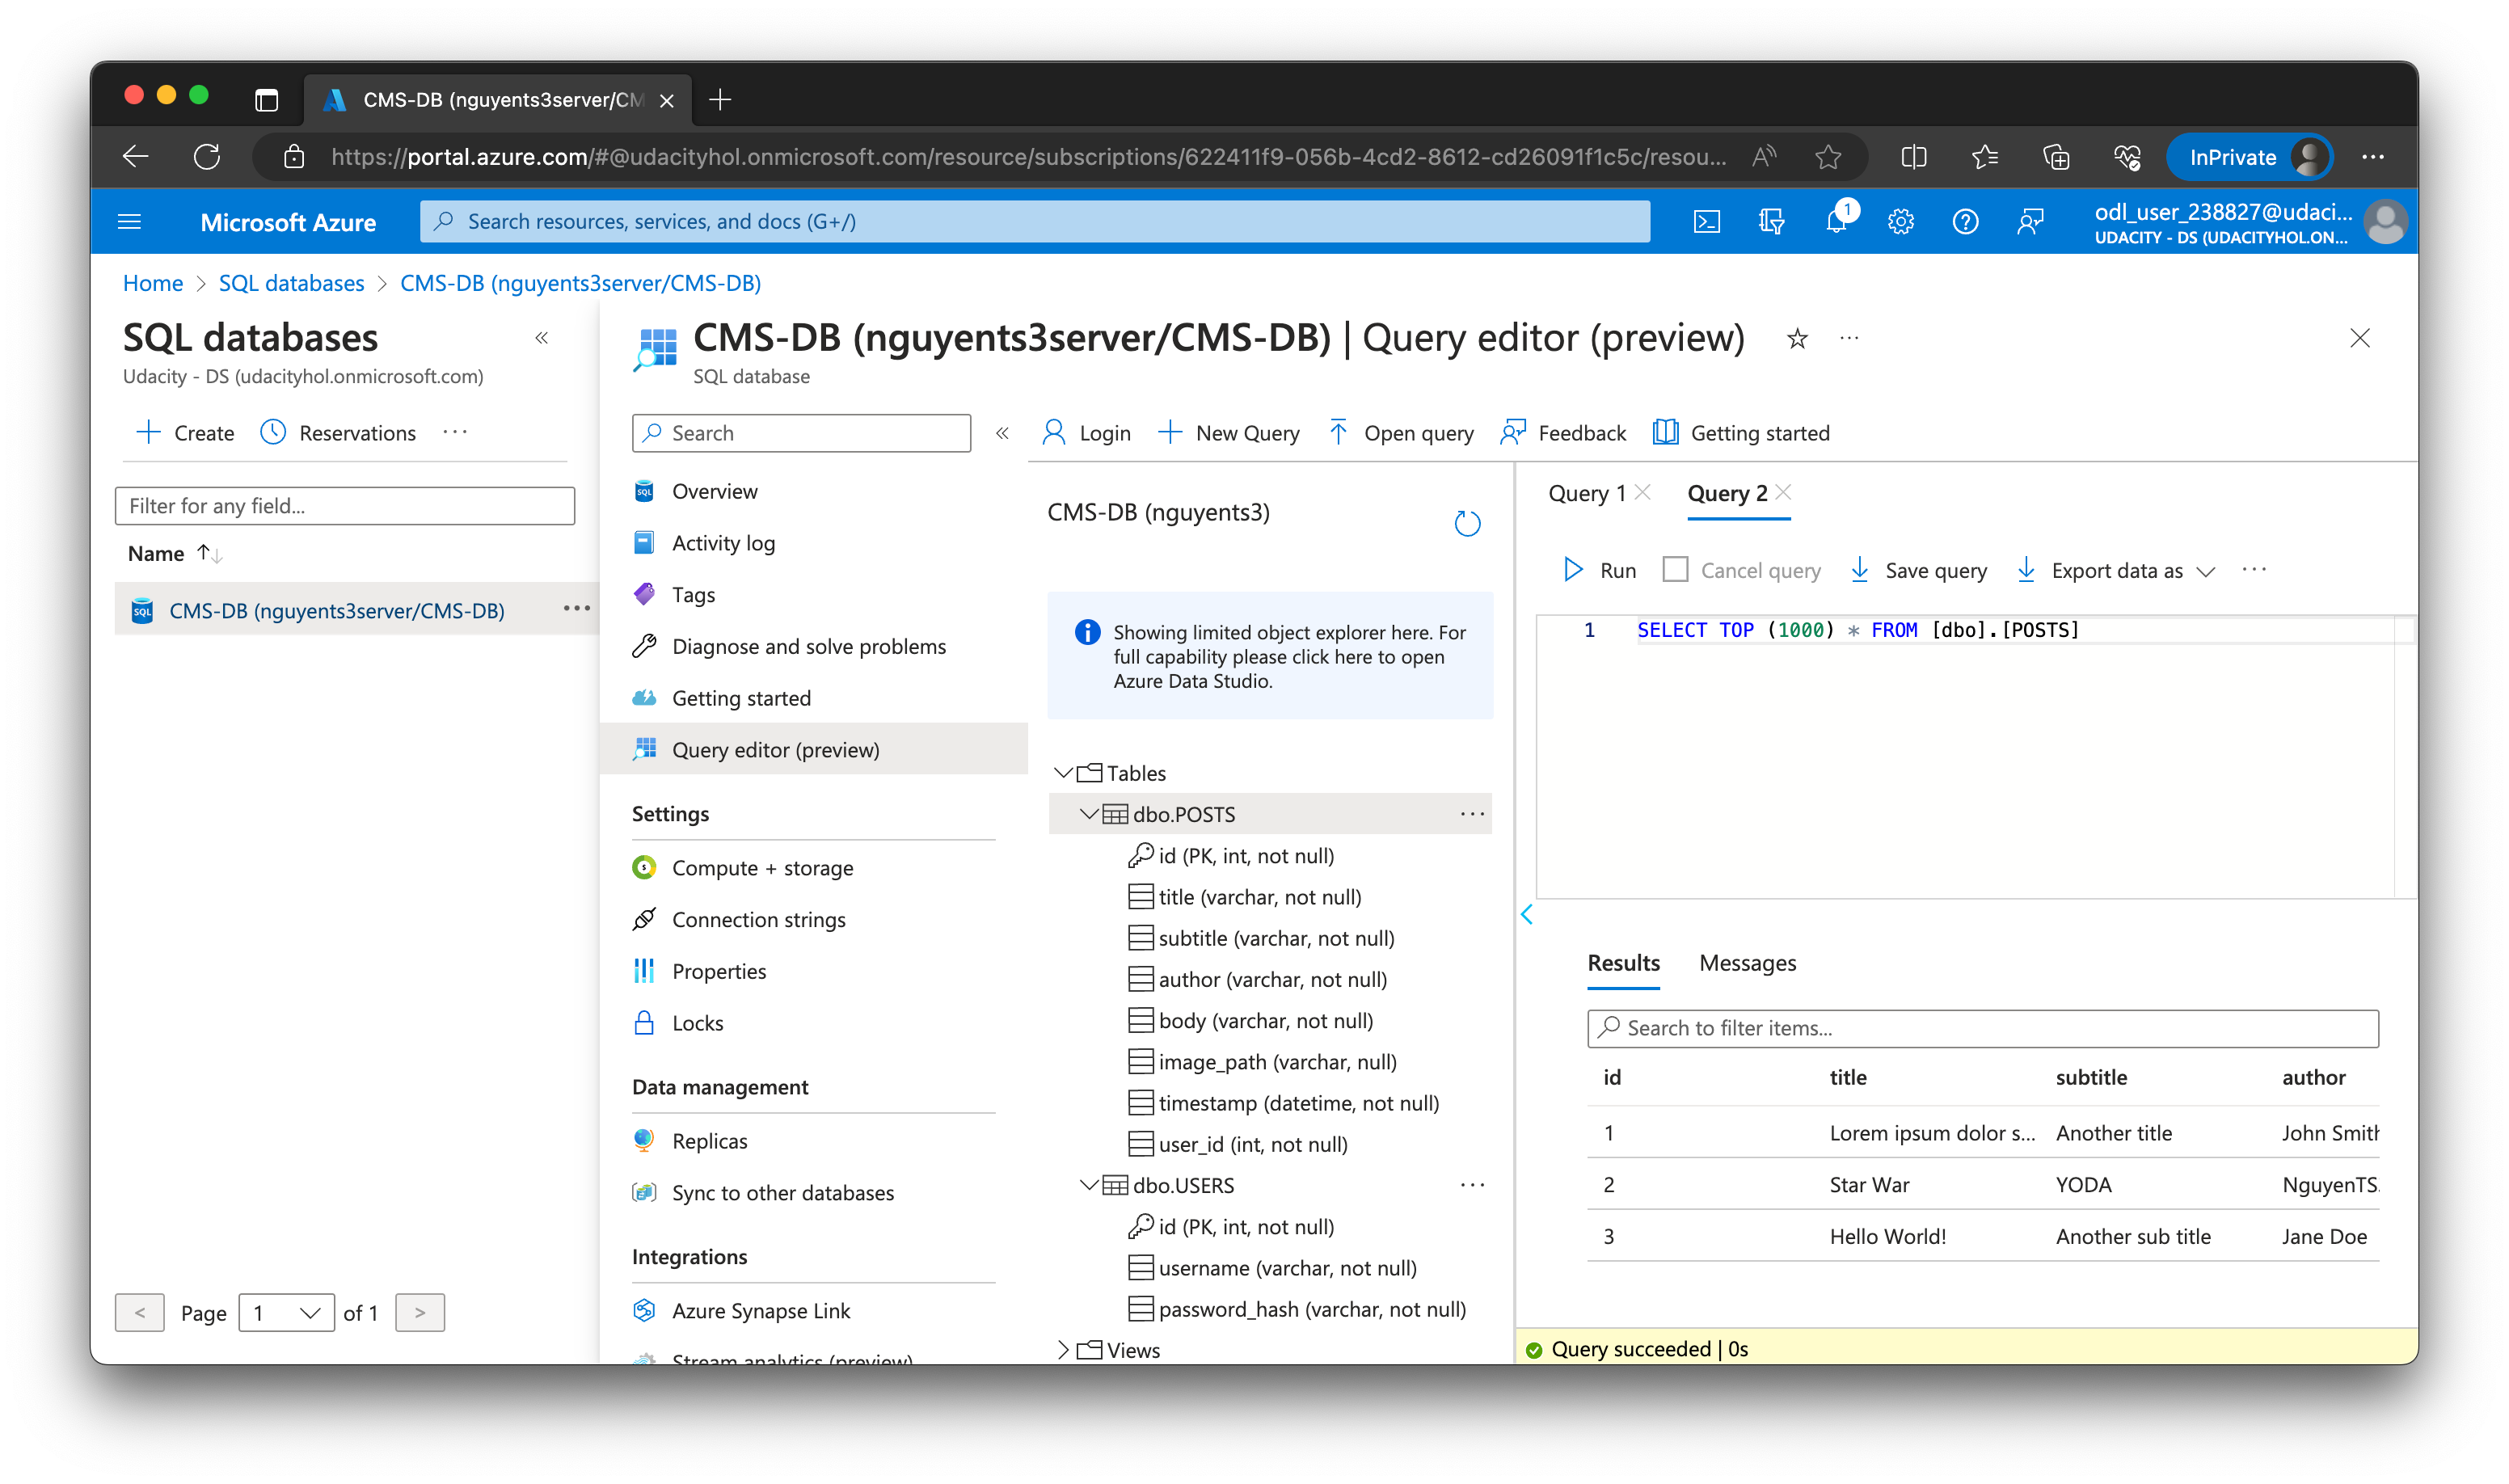 CMS-DB (nguyents3server/CM
https://portal.azure.com/#@udacityhol.onmicrosoft.com/resource/subscriptions/622411f9-056b-4cd2-8612-cd26091f1c5c/resou...
InPrivate
Microsoft Azure
Search resources, services, and docs (G+/)
1
odl_user_238827@udaci...
UDACITY - DS (UDACITYHOL.ON...
Home > SQL databases > CMS-DB (nguyents3server/CMS-DB)
SQL databases
Udacity - DS (udacityhol.onmicrosoft.com)
Create
Reservations
Filter for any field...
Name
CMS-DB (nguyents3server/CMS-DB)
< Page 1 of 1 >
CMS-DB (nguyents3server/CMS-DB) | Query editor (preview)
SQL database
Search
Overview
Activity log
Tags
Diagnose and solve problems
Getting started
Query editor (preview)
Settings
Compute + storage
Connection strings
Properties
Locks
Data management
Replicas
Sync to other databases
Integrations
Azure Synapse Link
Stream analytics (preview)
Login
New Query
Open query
Feedback
Getting started
CMS-DB (nguyents3)
Showing limited object explorer here. For
full capability please click here to open
Azure Data Studio.
Tables
dbo.POSTS
id (PK, int, not null)
title (varchar, not null)
subtitle (varchar, not null)
author (varchar, not null)
body (varchar, not null)
image_path (varchar, null)
timestamp (datetime, not null)
user_id (int, not null)
dbo.USERS
id (PK, int, not null)
username (varchar, not null)
password_hash (varchar, not null)
Views
Query 1
Query 2
Run
Cancel query
Save query
Export data as
1 SELECT TOP (1000) * FROM [dbo].[POSTS]
Results
Messages
Search to filter items...
id title subtitle author
1 Lorem ipsum dolor s... Another title John Smith
2 Star War YODA NguyenTS.
3 Hello World! Another sub title Jane Doe
Query succeeded | 0s